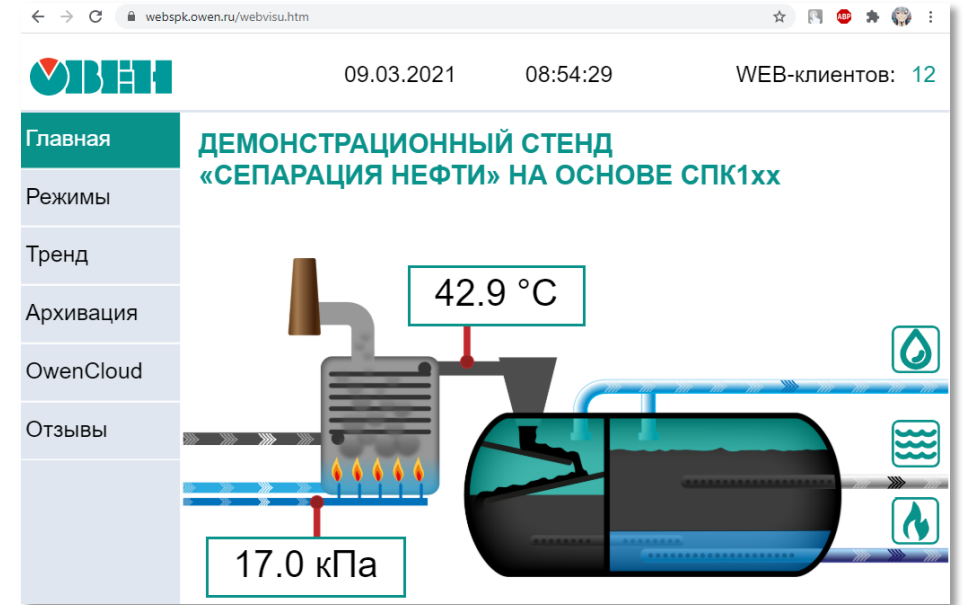 webspk.owen.ru/webvisu.htm
ABP
ОВЕН
09.03.2021 08:54:29 WEB-клиентов: 12
Главная
ДЕМОНСТРАЦИОННЫЙ СТЕНД
«СЕПАРАЦИЯ НЕФТИ» НА ОСНОВЕ СПК1хх
Режимы
Тренд
Архивация
OwenCloud
Отзывы
42.9 °C
17.0 кПа